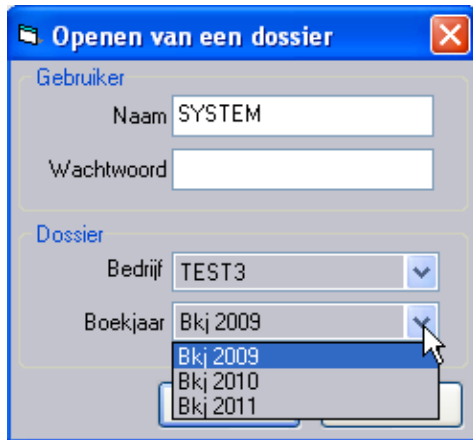 Openen van een dossier
Gebruiker
Naam SYSTEM
Wachtwoord
Dossier
Bedrijf TEST3
Boekjaar Bkj 2009
Bkj 2009
Bkj 2010
Bkj 2011